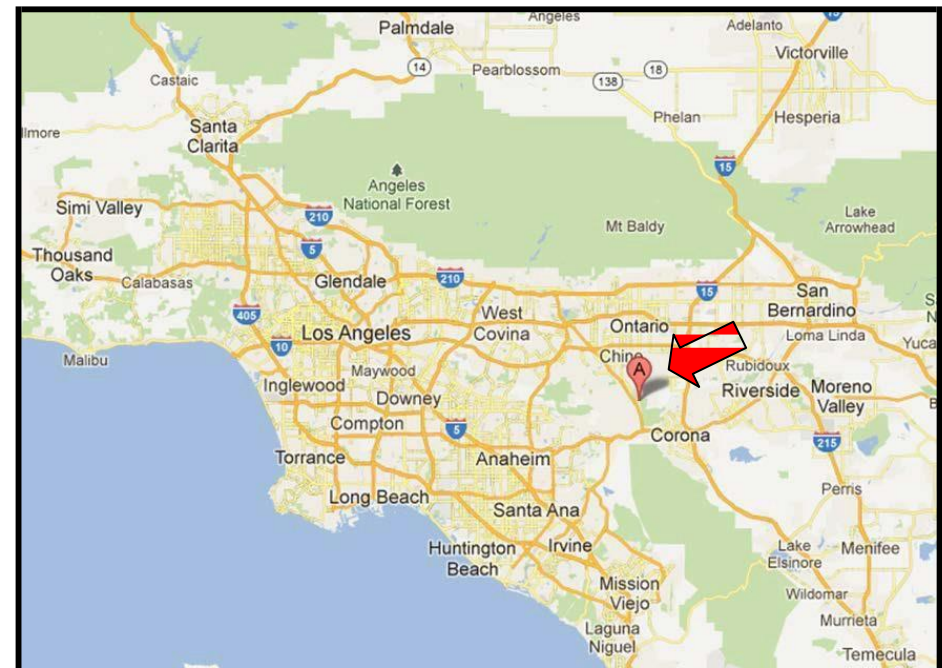 Palmdale
Angeles
Adelanto
15
Victorville
14
Pearblossom
18
138
Castaic
Phelan
Hesperia
llmore
Santa
Clarita
15
Angeles
National Forest
Simi Valley
210
Mt Baldy
Lake
Arrowhead
5
Thousand
Oaks
Calabasas
Glendale
210
15
San
Bernardino
405
West
Covina
Ontario
Los Angeles
Loma Linda
Yuca
10
Malibu
Maywood
Chino
A
Rubidoux
Inglewood
Downey
Riverside
Moreno
Valley
Compton
5
Corona
215
Torrance
Anaheim
Long Beach
Perris
Santa Ana
Huntington
Beach
Irvine
Lake
Elsinore
Menifee
Mission
Viejo
Wildomar
Laguna
Niguel
Murrieta
Temecula